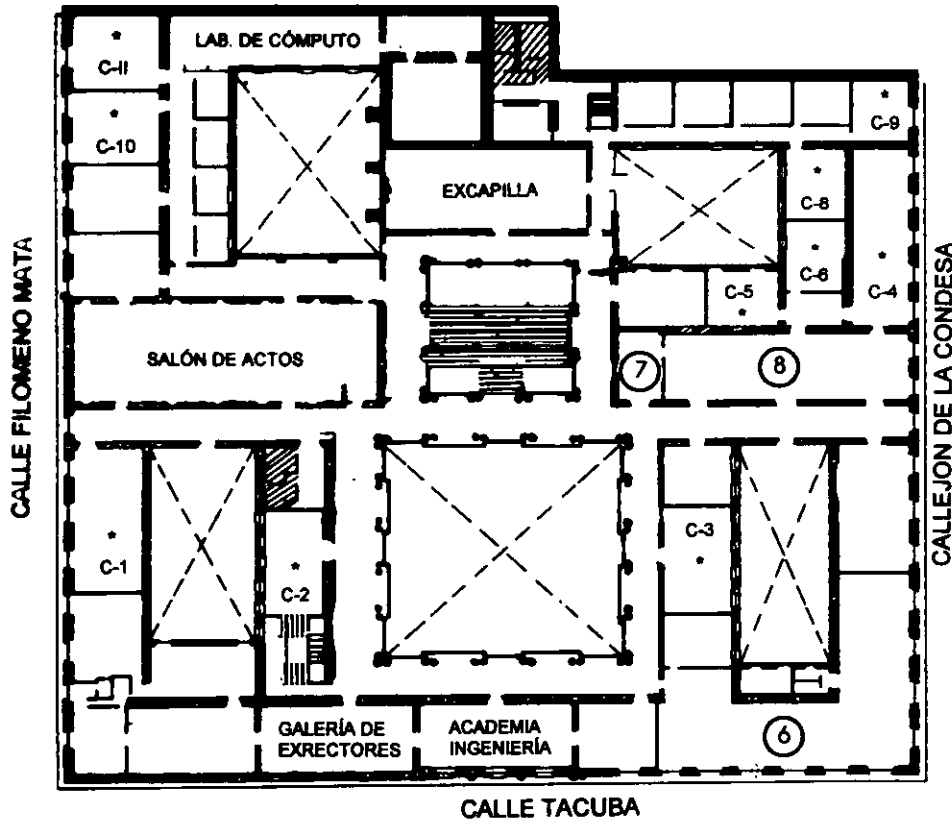 LAB. DE CÓMPUTO
*
C-11
*
C-10
*
C-9
EXCAPILLA
*
C-8
*
C-6
*
C-4
C-5
*
CALLE FILOMENO MATA
SALÓN DE ACTOS
7
8
CALLEJON DE LA CONDESA
*
C-1
*
C-2
C-3
*
GALERÍA DE
EXRECTORES
ACADEMIA
INGENIERÍA
6
CALLE TACUBA